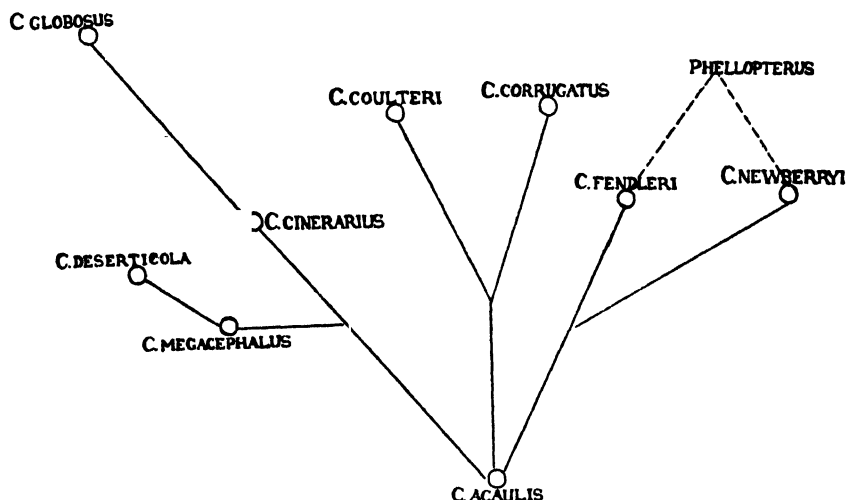 C GLOBOSUS
PHELLOPTERUS
C. COULTERI
C. CORRUGATUS
C. FENDLERI
C. NEWBERRYI
C. CINERARIUS
C. DESERTICOLA
C. MEGACEPHALUS
C. ACAULIS